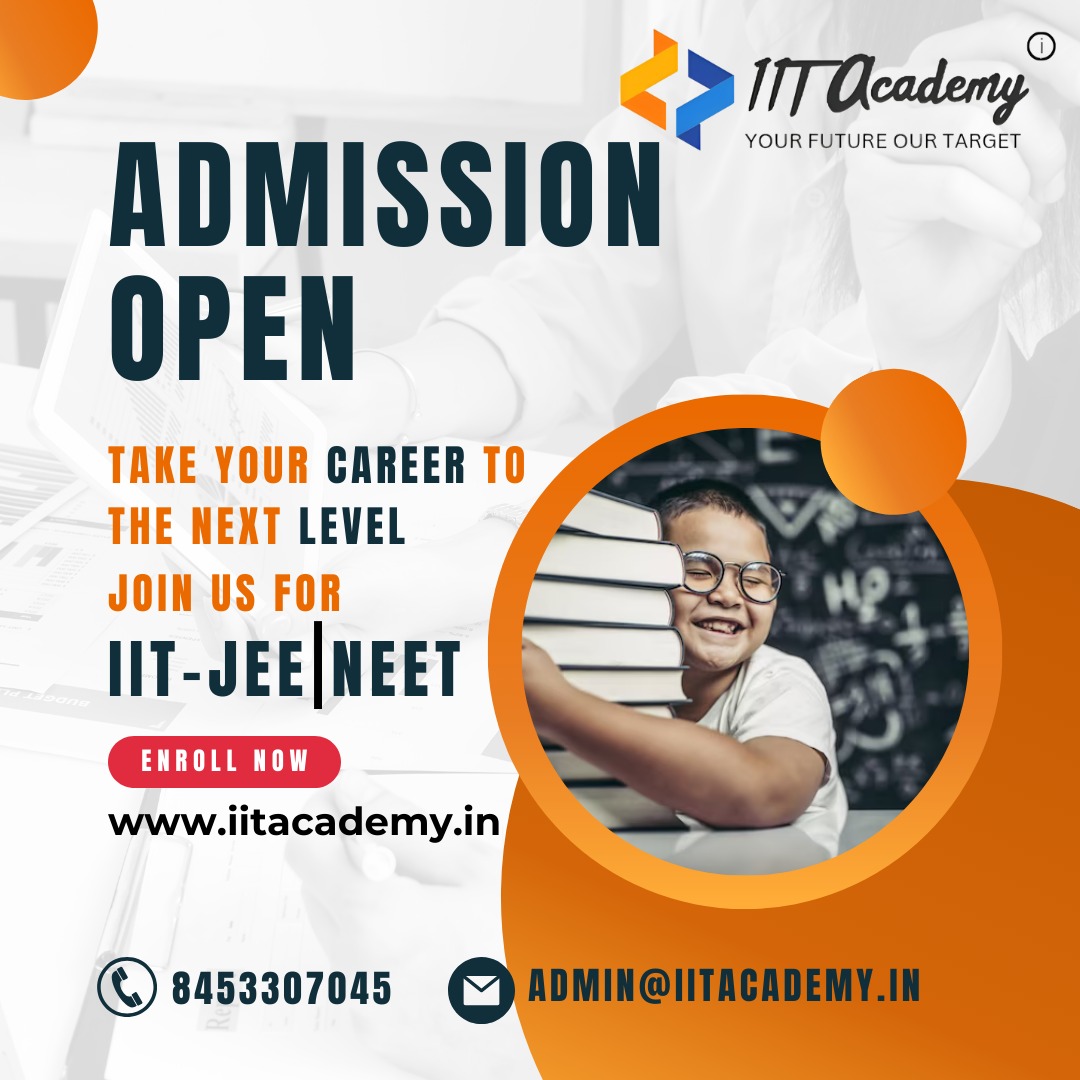 IIT Academy
YOUR FUTURE OUR TARGET
ADMISSION
OPEN
TAKE YOUR CAREER TO
THE NEXT LEVEL
JOIN US FOR
IIT-JEE|NEET
ENROLL NOW
www.iitacademy.in
8453307045
ADMIN@IITACADEMY.IN